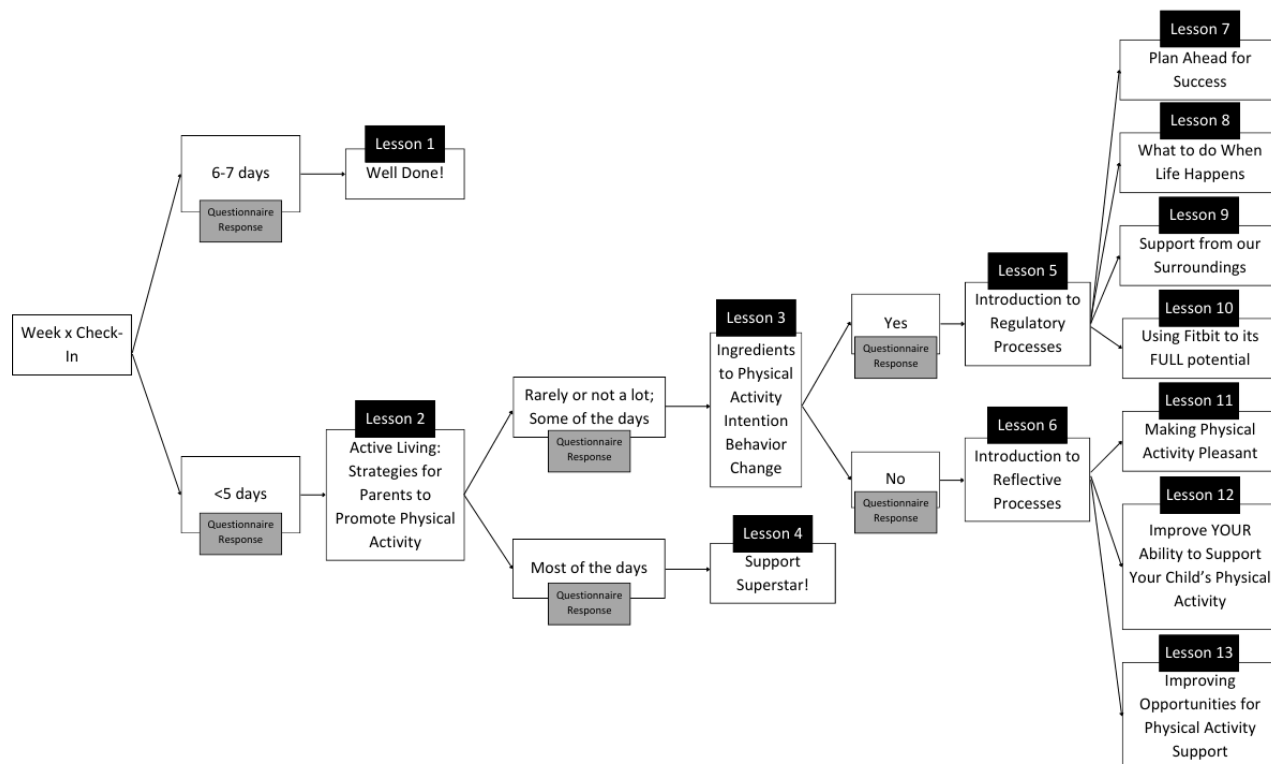 Week x Check-
In
6-7 days
Questionnaire
Response
Lesson 1
Well Done!
<5 days
Questionnaire
Response
Lesson 2
Active Living:
Strategies for
Parents to
Promote Physical
Activity
Rarely or not a lot;
Some of the days
Questionnaire
Response
Most of the days
Questionnaire
Response
Lesson 3
Ingredients
to Physical
Activity
Intention
Behavior
Change
Lesson 4
Support
Superstar!
Yes
Questionnaire
Response
No
Questionnaire
Response
Lesson 5
Introduction to
Regulatory
Processes
Lesson 6
Introduction to
Reflective
Processes
Lesson 7
Plan Ahead for
Success
Lesson 8
What to do When
Life Happens
Lesson 9
Support from our
Surroundings
Lesson 10
Using Fitbit to its
FULL potential
Lesson 11
Making Physical
Activity Pleasant
Lesson 12
Improve YOUR
Ability to Support
Your Child's Physical
Activity
Lesson 13
Improving
Opportunities for
Physical Activity
Support